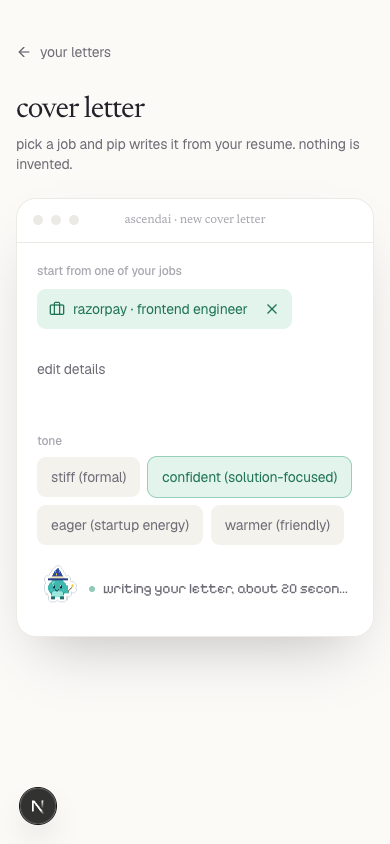 your letters
cover letter
pick a job and pip writes it from your resume. nothing is
invented.
ascendai · new cover letter
start from one of your jobs
razorpay · frontend engineer
edit details
tone
stiff (formal)
confident (solution-focused)
eager (startup energy)
warmer (friendly)
writing your letter, about 20 secon...
N